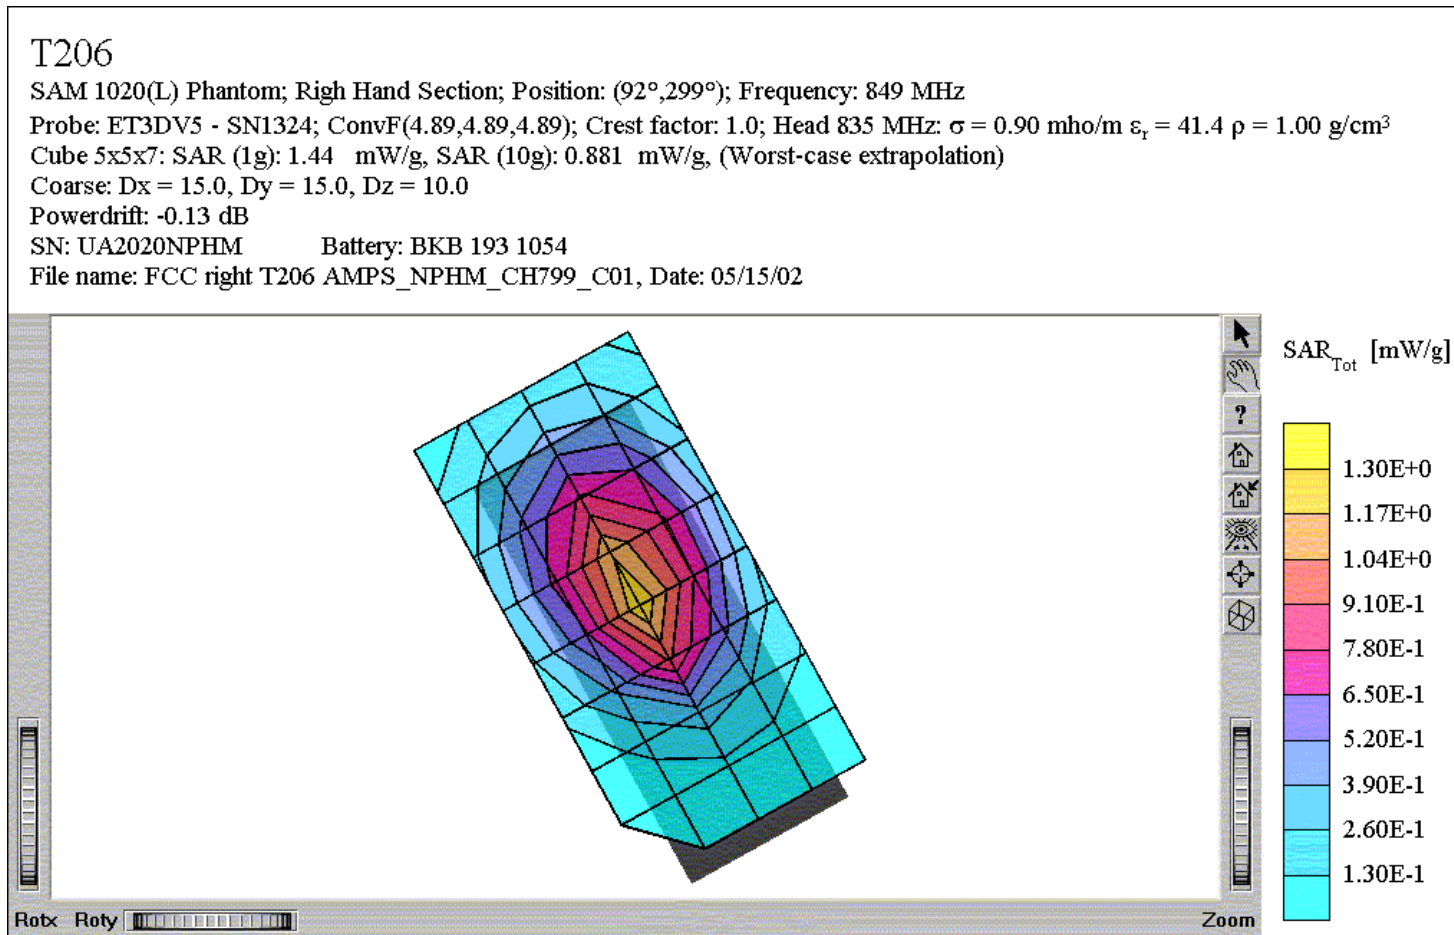 T206
SAM 1020(L) Phantom; Righ Hand Section; Position: (92°,299°); Frequency: 849 MHz
Probe: ET3DV5 - SN1324; ConvF(4.89,4.89,4.89); Crest factor: 1.0; Head 835 MHz: σ = 0.90 mho/m εr = 41.4 ρ = 1.00 g/cm³
Cube 5x5x7: SAR (1g): 1.44 mW/g, SAR (10g): 0.881 mW/g, (Worst-case extrapolation)
Coarse: Dx = 15.0, Dy = 15.0, Dz = 10.0
Powerdrift: -0.13 dB
SN: UA2020NPHM Battery: BKB 193 1054
File name: FCC right T206 AMPS_NPHM_CH799_C01, Date: 05/15/02
SAR_Tot [mW/g]
?
1.30E+0
1.17E+0
1.04E+0
9.10E-1
7.80E-1
6.50E-1
5.20E-1
3.90E-1
2.60E-1
1.30E-1
Rotx Roty Zoom